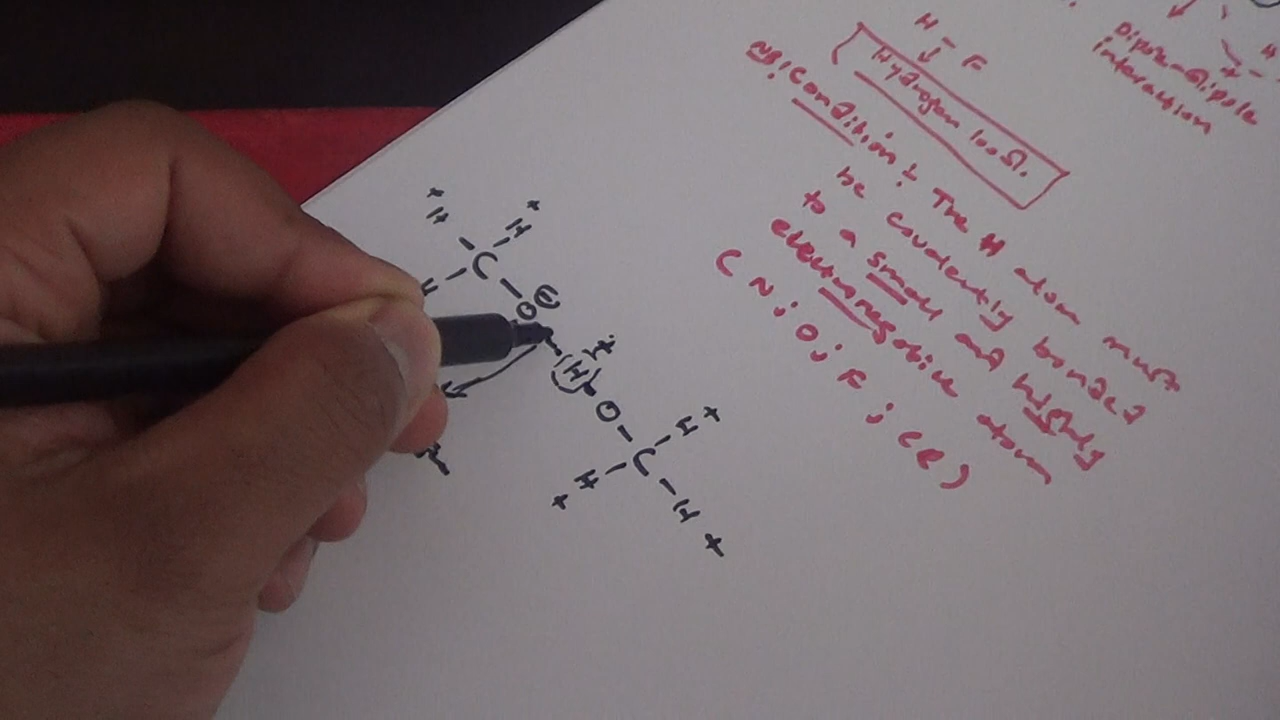 H - F
Hydrogen bond.
NB: Condition: The H atom must
be covalently bonded
to a small and highly
electronegative atom
(N; O; F; Cl)
Dipole-Dipole
interaction
H
+ -
+ H H +
C
H
O (-)
(H) +
O
C H +
+ H
H +